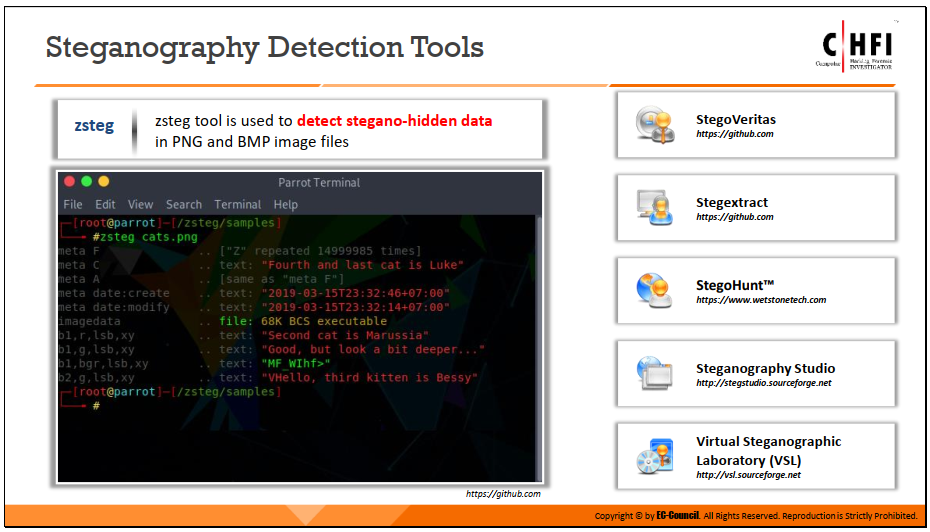 Steganography Detection Tools
CHFI
Computer Hacking Forensic
INVESTIGATOR
zsteg
zsteg tool is used to detect stegano-hidden data
in PNG and BMP image files
Parrot Terminal
File Edit View Search Terminal Help
[root@parrot]-[/zsteg/samples]
#zsteg cats.png
meta F .. ["Z" repeated 14999985 times]
meta C .. text: "Fourth and last cat is Luke"
meta A .. [same as "meta F"]
meta date:create .. text: "2019-03-15T23:32:46+07:00"
meta date:modify .. text: "2019-03-15T23:32:14+07:00"
imagedata .. file: 68K BCS executable
b1,r,lsb,xy .. text: "Second cat is Marussia"
b1,g,lsb,xy .. text: "Good, but look a bit deeper..."
b1,bgr,lsb,xy .. text: "MF_WIhf>"
b2,g,lsb,xy .. text: "VHello, third kitten is Bessy"
[root@parrot]-[/zsteg/samples]
#
https://github.com
StegoVeritas
https://github.com
Stegextract
https://github.com
StegoHunt™
https://www.wetstonetech.com
Steganography Studio
http://stegstudio.sourceforge.net
Virtual Steganographic
Laboratory (VSL)
http://vsl.sourceforge.net
Copyright © by EC-Council. All Rights Reserved. Reproduction is Strictly Prohibited.